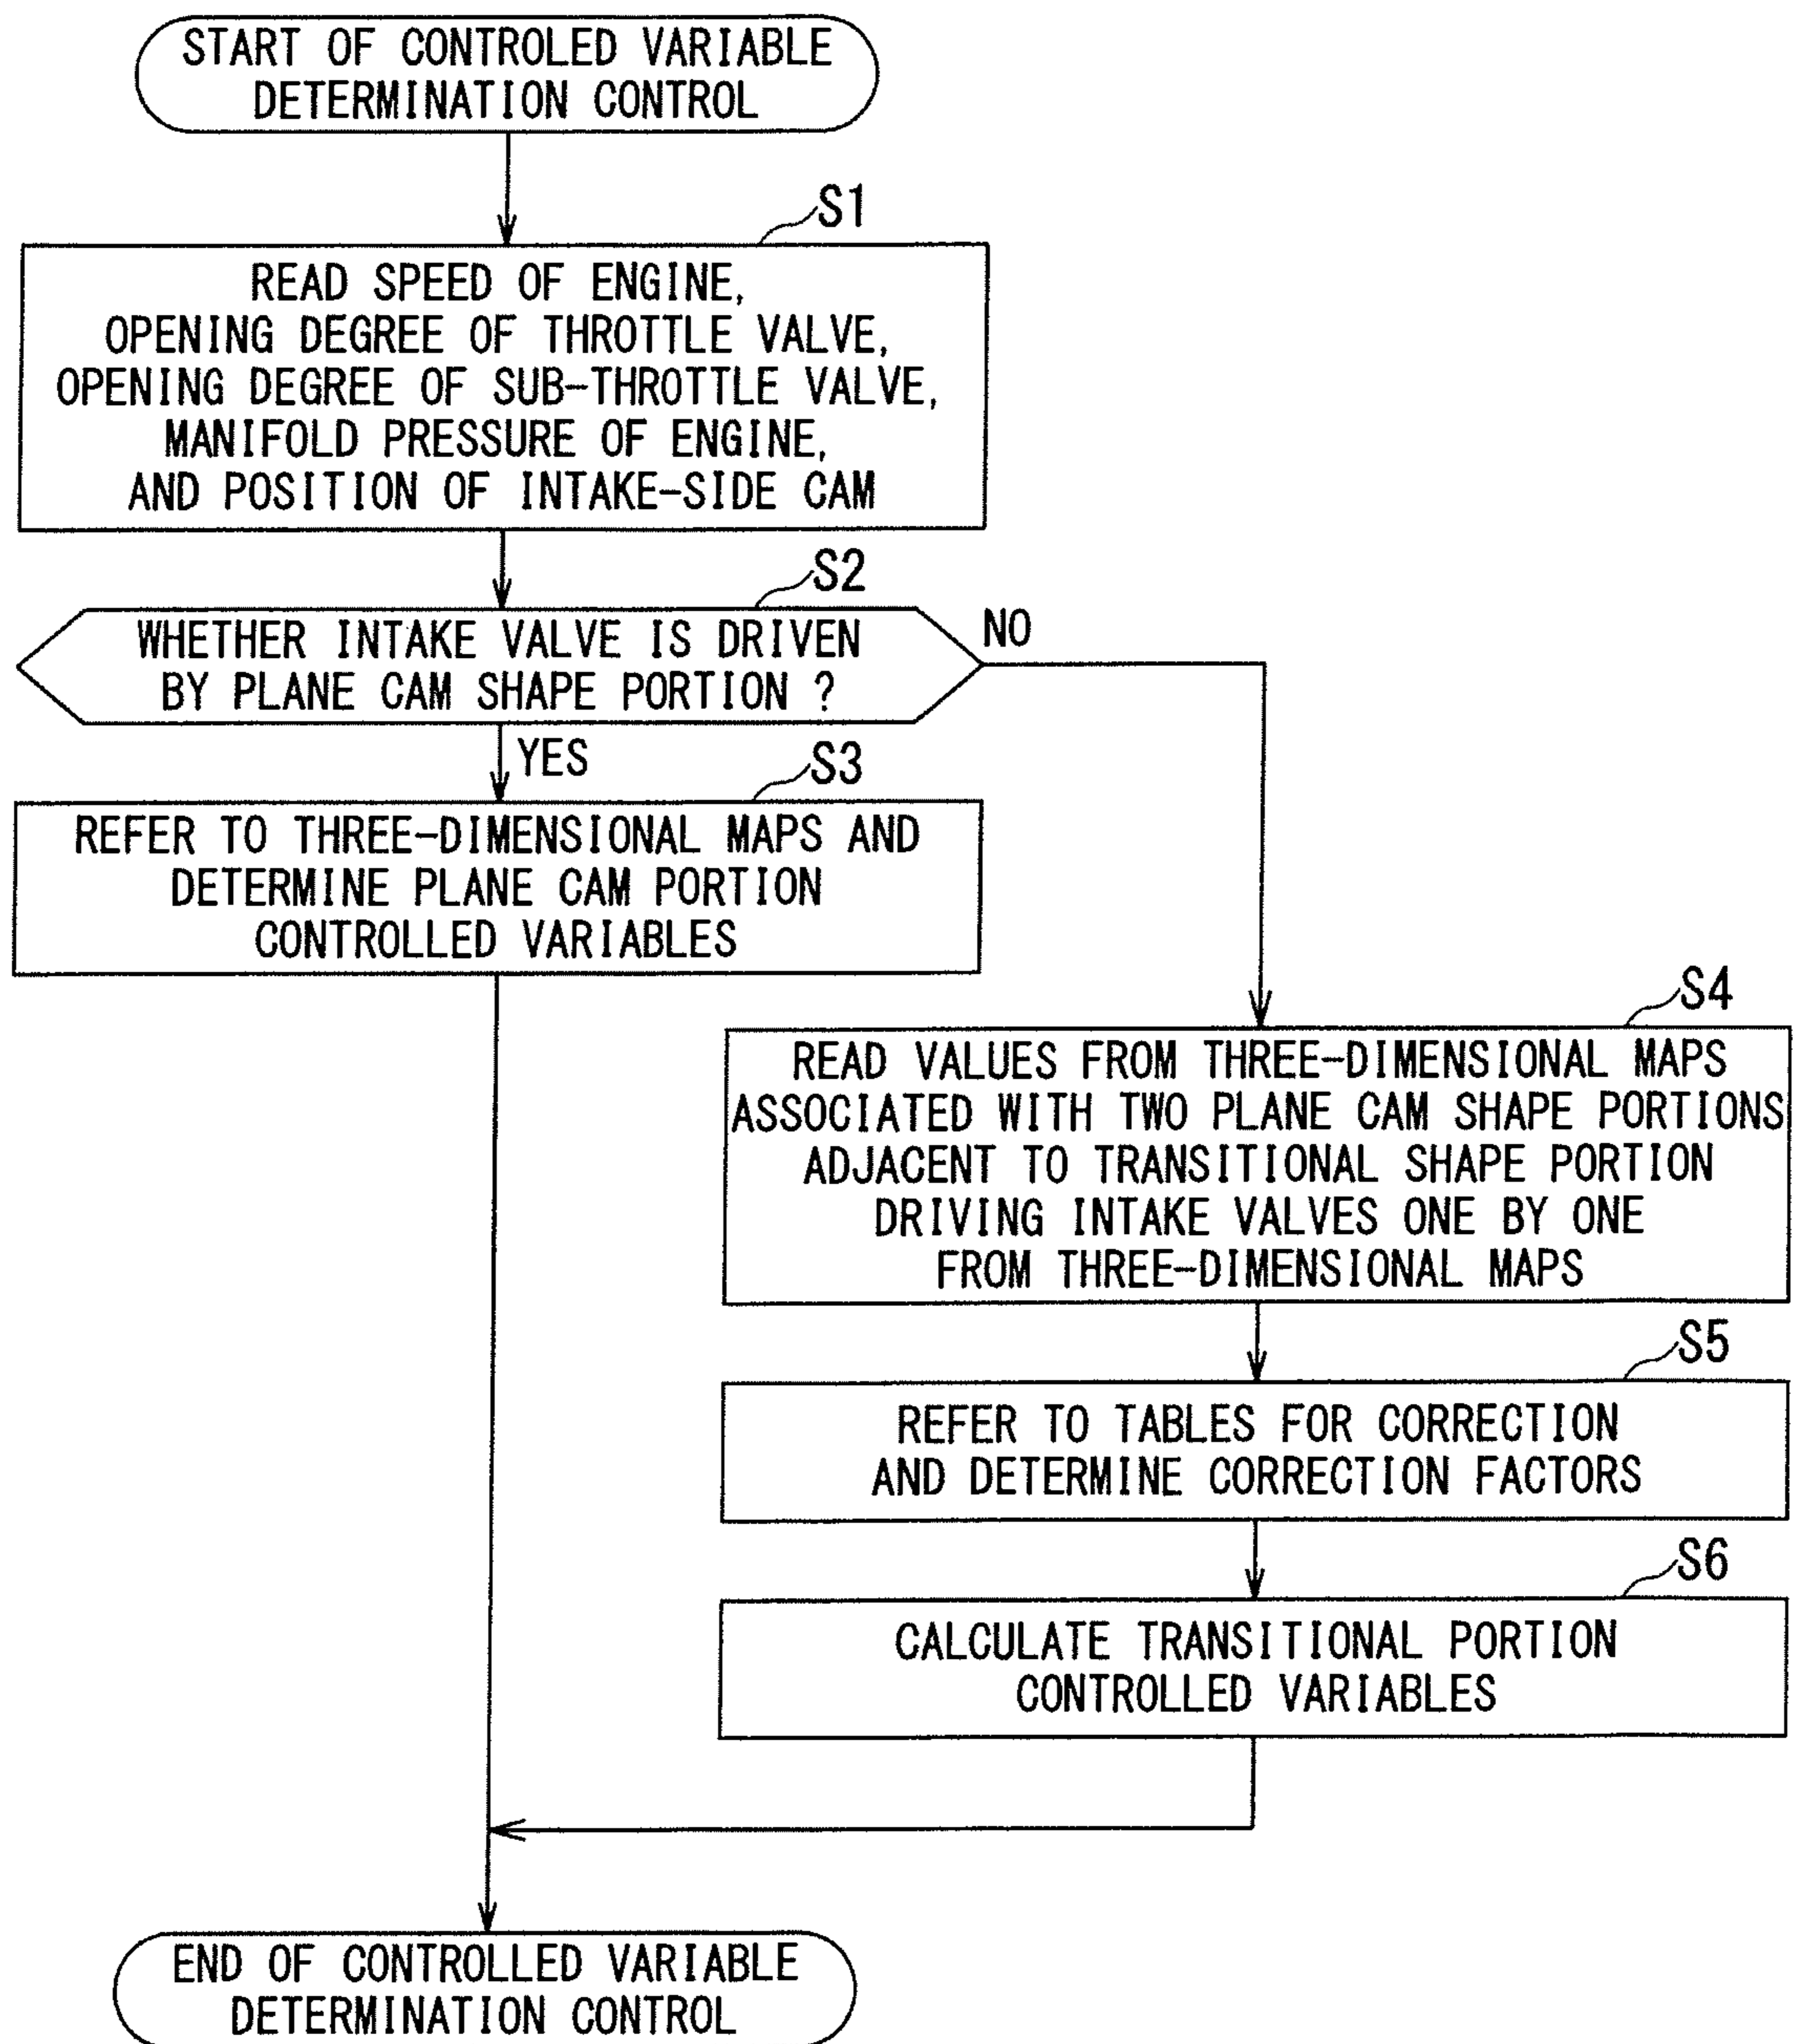 START OF CONTROLED VARIABLE
DETERMINATION CONTROL
S1
READ SPEED OF ENGINE,
OPENING DEGREE OF THROTTLE VALVE,
OPENING DEGREE OF SUB-THROTTLE VALVE,
MANIFOLD PRESSURE OF ENGINE,
AND POSITION OF INTAKE-SIDE CAM
S2
WHETHER INTAKE VALVE IS DRIVEN
BY PLANE CAM SHAPE PORTION ?
NO
YES
S3
REFER TO THREE-DIMENSIONAL MAPS AND
DETERMINE PLANE CAM PORTION
CONTROLLED VARIABLES
S4
READ VALUES FROM THREE-DIMENSIONAL MAPS
ASSOCIATED WITH TWO PLANE CAM SHAPE PORTIONS
ADJACENT TO TRANSITIONAL SHAPE PORTION
DRIVING INTAKE VALVES ONE BY ONE
FROM THREE-DIMENSIONAL MAPS
S5
REFER TO TABLES FOR CORRECTION
AND DETERMINE CORRECTION FACTORS
S6
CALCULATE TRANSITIONAL PORTION
CONTROLLED VARIABLES
END OF CONTROLLED VARIABLE
DETERMINATION CONTROL